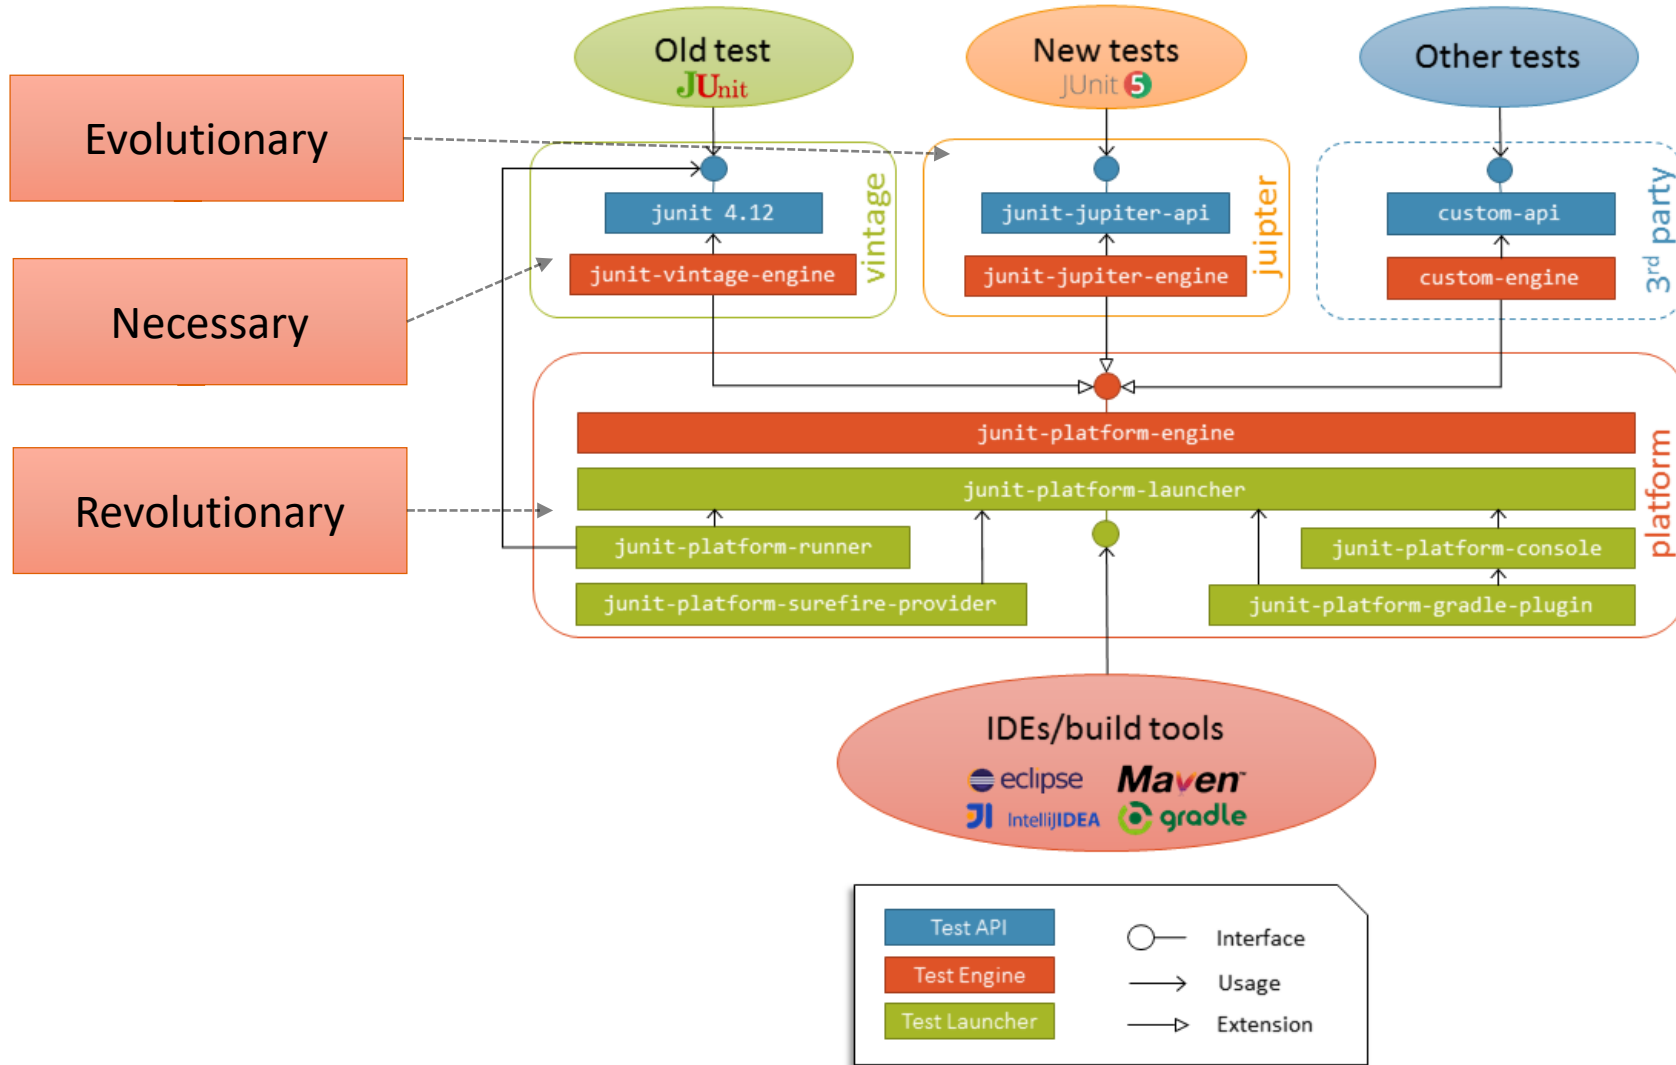 Old test
JUnit
New tests
JUnit 5
Other tests
Evolutionary
Necessary
Revolutionary
junit 4.12
junit-vintage-engine
vintage
junit-jupiter-api
junit-jupiter-engine
juipter
custom-api
custom-engine
3rd party
junit-platform-engine
junit-platform-launcher
junit-platform-runner
junit-platform-console
junit-platform-surefire-provider
junit-platform-gradle-plugin
platform
IDEs/build tools
eclipse
Maven™
JI IntelliJIDEA
gradle
Test API
Interface
Test Engine
Usage
Test Launcher
Extension